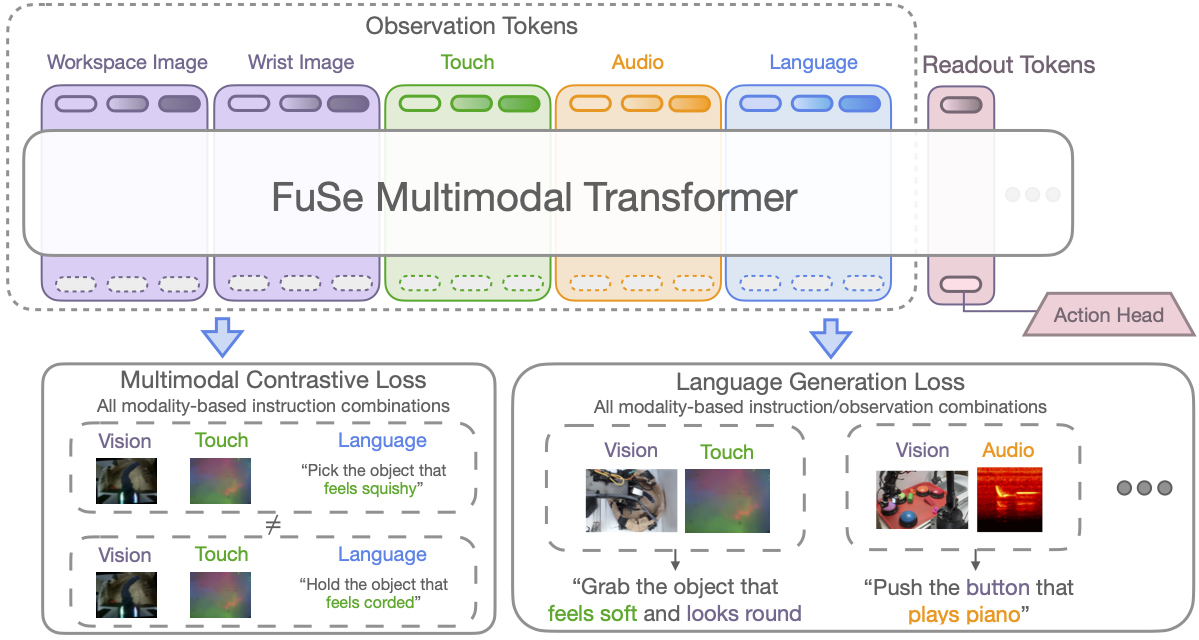 Observation Tokens
Workspace Image
Wrist Image
Touch
Audio
Language
Readout Tokens
FuSe Multimodal Transformer
Action Head
Multimodal Contrastive Loss
All modality-based instruction combinations
Vision
Touch
Language
“Pick the object that
feels squishy”
≠
Vision
Touch
Language
“Hold the object that
feels corded”
Language Generation Loss
All modality-based instruction/observation combinations
Vision
Touch
“Grab the object that
feels soft and looks round
Vision
Audio
“Push the button that
plays piano”